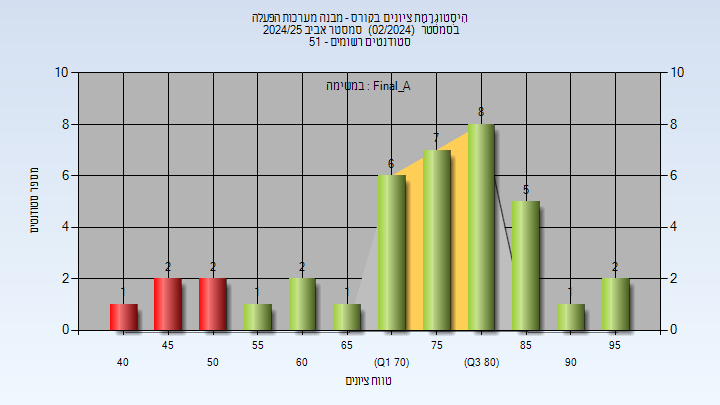 היסטוגרמת ציונים בקורס - מבנה מערכות הפעלה
בסמסטר (02/2024) סמסטר אביב 2024/25
סטודנטים רשומים - 51
במשימה : Final_A
10 10
8 8
6 6
4 4
2 2
0 0
1 2 2 1 2 1 6 7 8 5 1 2
מספר סטודנטים
40 45 50 55 60 65 (Q1 70) 75 (Q3 80) 85 90 95
טווח ציונים